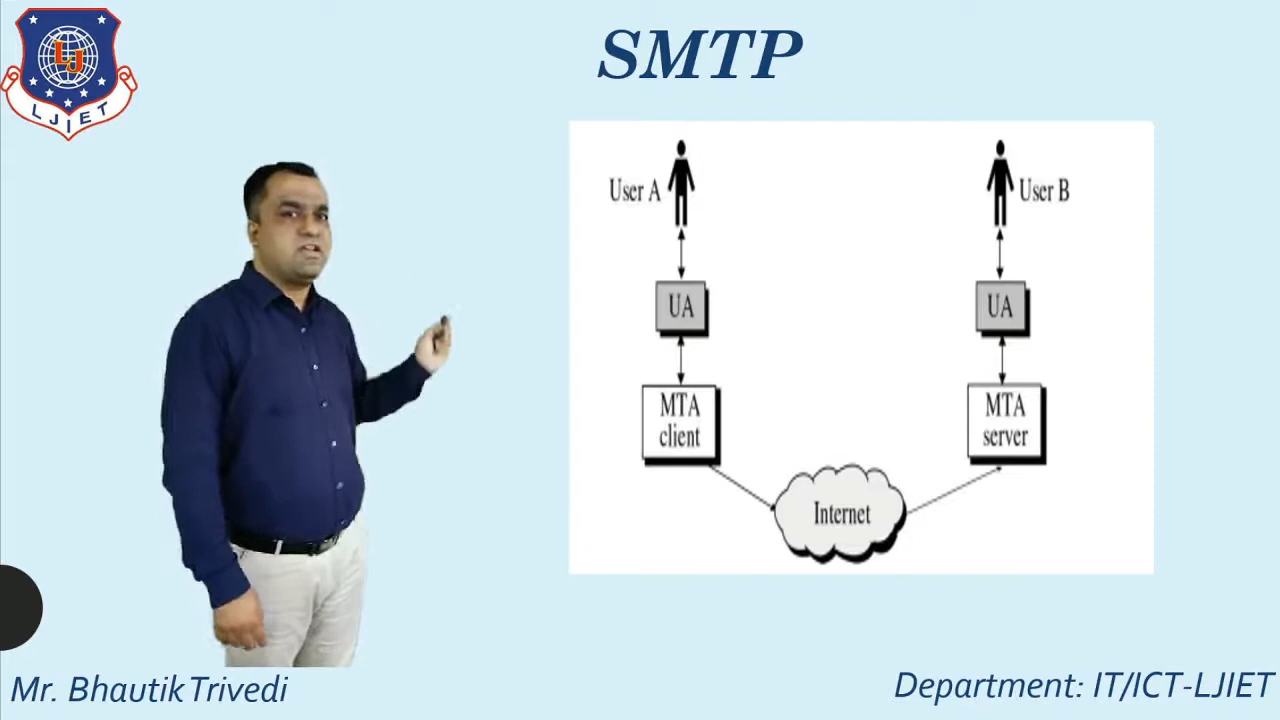 SMTP
LJ
LJIET
User A
User B
UA
UA
MTA
client
MTA
server
Internet
Mr. Bhautik Trivedi
Department: IT/ICT-LJIET